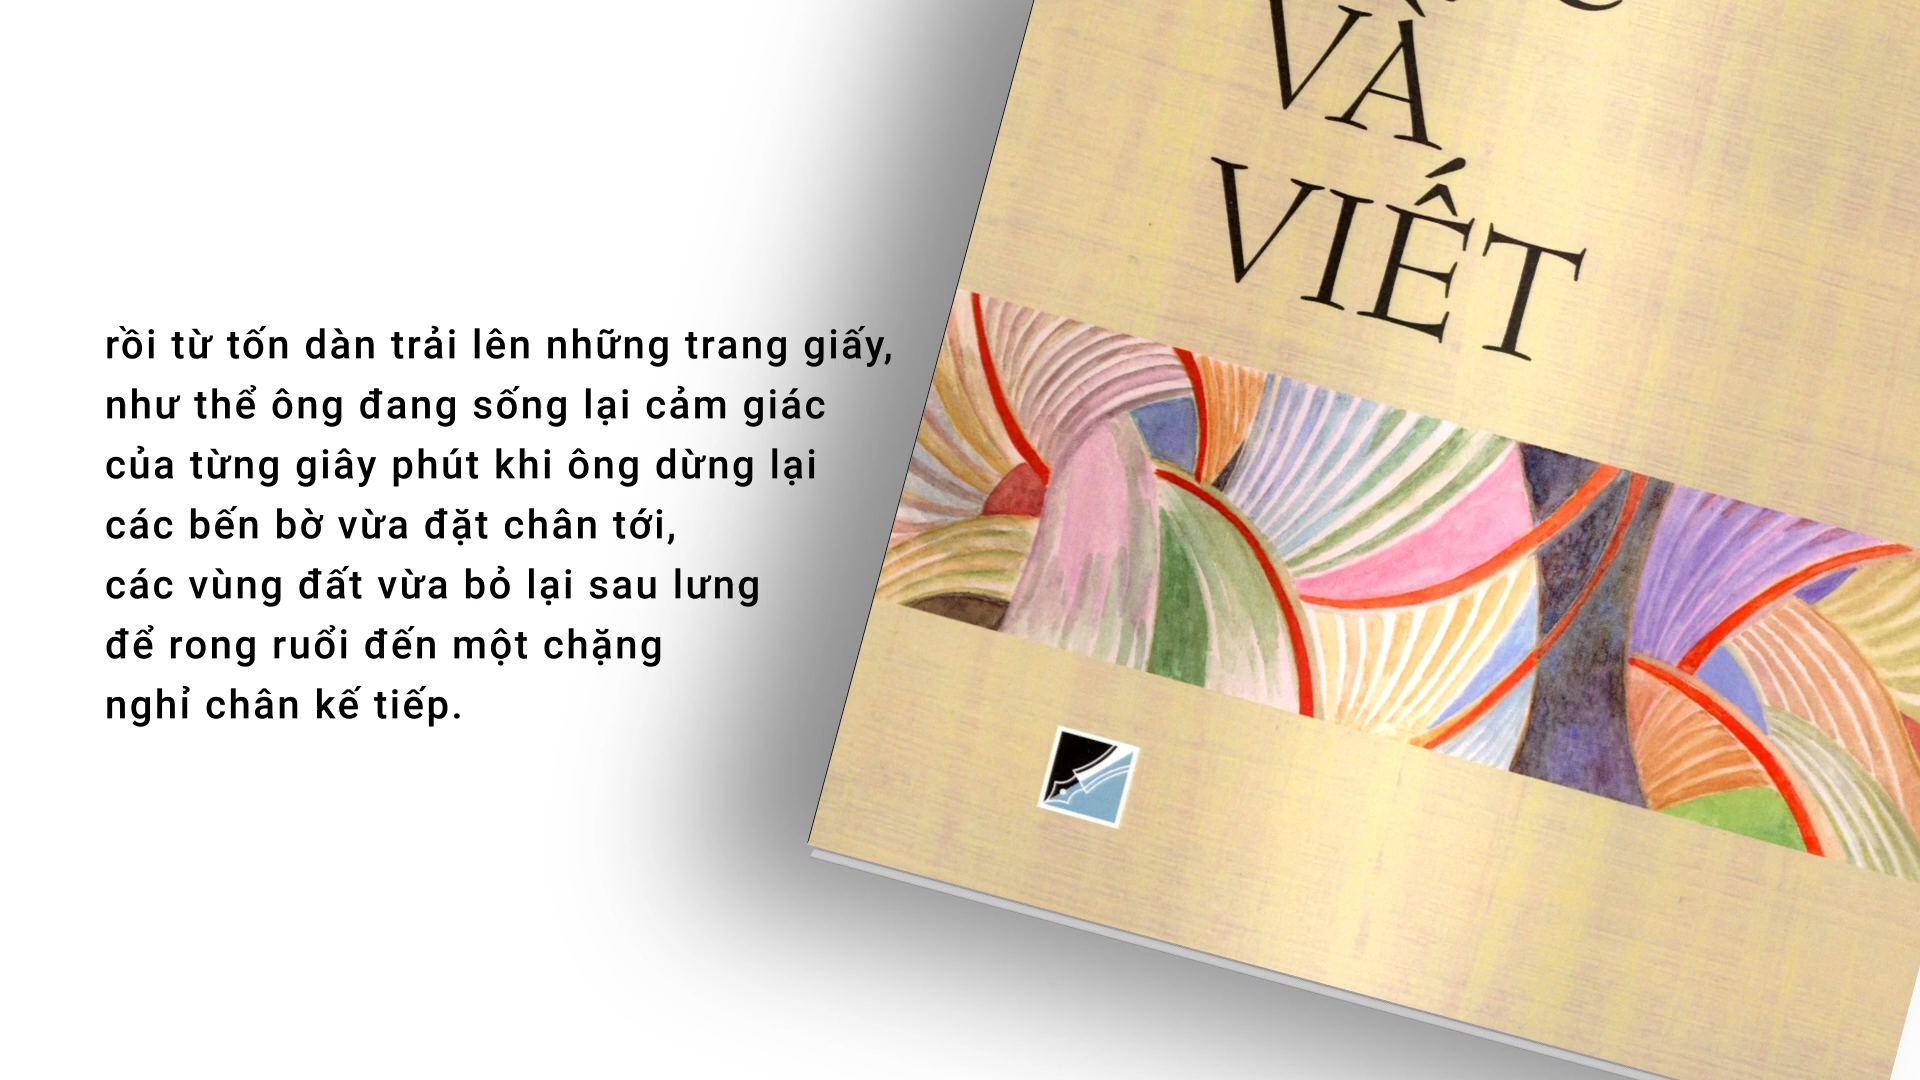 rồi từ tốn dàn trải lên những trang giấy,
như thể ông đang sống lại cảm giác
của từng giây phút khi ông dừng lại
các bến bờ vừa đặt chân tới,
các vùng đất vừa bỏ lại sau lưng
để rong ruổi đến một chặng
nghỉ chân kế tiếp.
VÀ
VIẾT